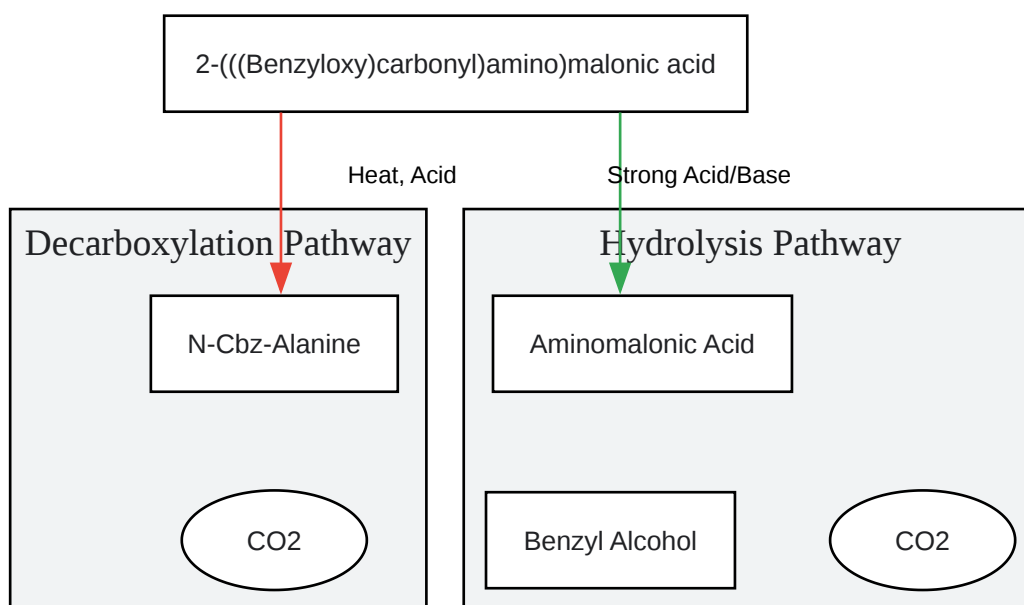 2-(((Benzyloxy)carbonyl)amino)malonic acid
Heat, Acid
Strong Acid/Base
Decarboxylation Pathway
Hydrolysis Pathway
N-Cbz-Alanine
Aminomalonic Acid
CO2
Benzyl Alcohol
CO2